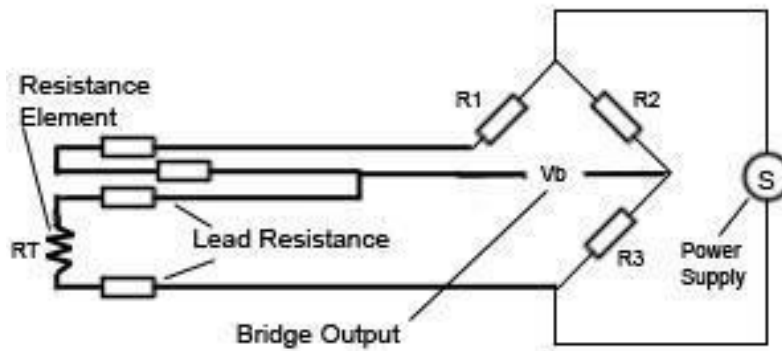 Resistance
Element
R1
R2
Vb
S
RT
Lead Resistance
R3
Power
Supply
Bridge Output